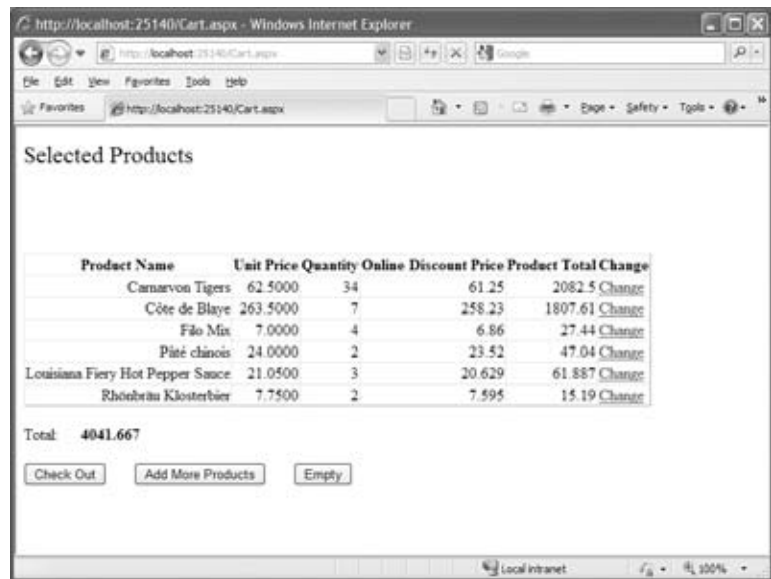 http://localhost:25140/Cart.aspx - Windows Internet Explorer
http://localhost:25140/Cart.aspx Google
File Edit View Favorites Tools Help
Favorites http://localhost:25140/Cart.aspx Page Safety Tools
Selected Products
Product Name Unit Price Quantity Online Discount Price Product Total Change
Carnarvon Tigers 62.5000 34 61.25 2082.5 Change
Côte de Blaye 263.5000 7 258.23 1807.61 Change
Filo Mix 7.0000 4 6.86 27.44 Change
Pâté chinois 24.0000 2 23.52 47.04 Change
Louisiana Fiery Hot Pepper Sauce 21.0500 3 20.629 61.887 Change
Rhönbräu Klosterbier 7.7500 2 7.595 15.19 Change
Total: 4041.667
Check Out Add More Products Empty
Local intranet 100%